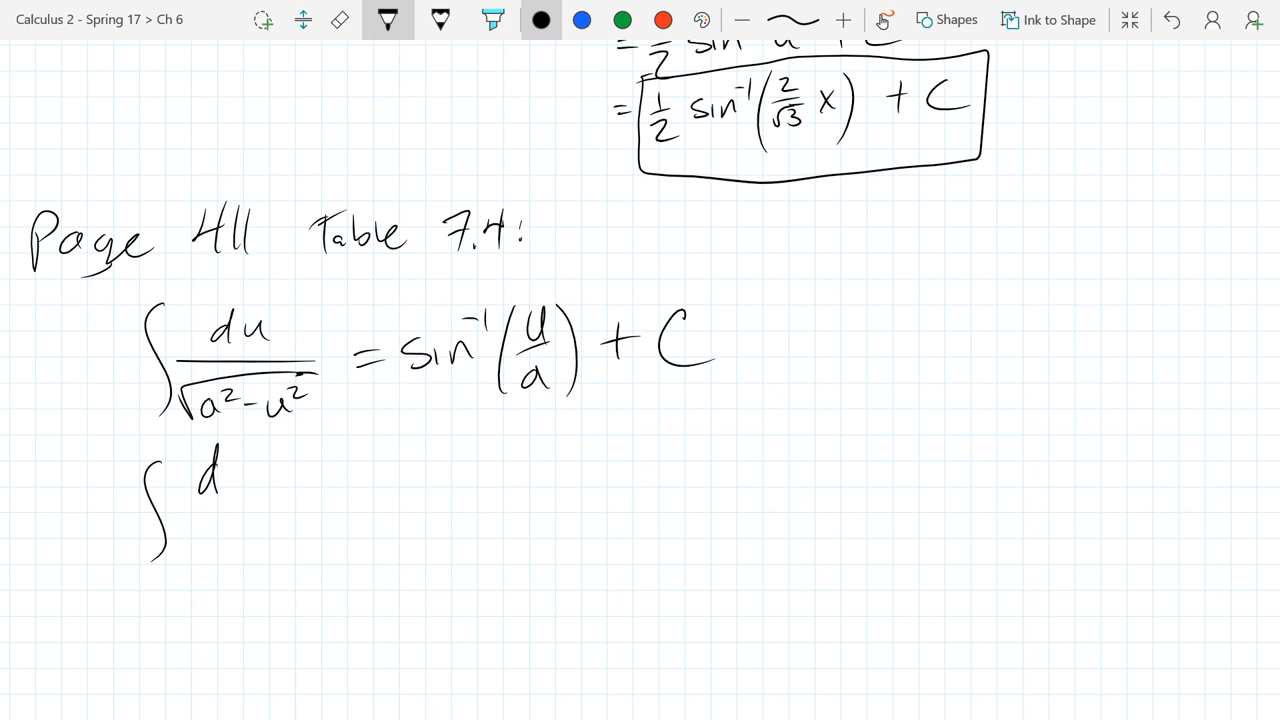 Calculus 2 - Spring 17 > Ch 6
Shapes
Ink to Shape
= 1/2 sin⁻¹(2/√3 x) + C
Page 411 Table 7.4:
∫ du/√(a² - u²) = sin⁻¹(u/a) + C
∫ d